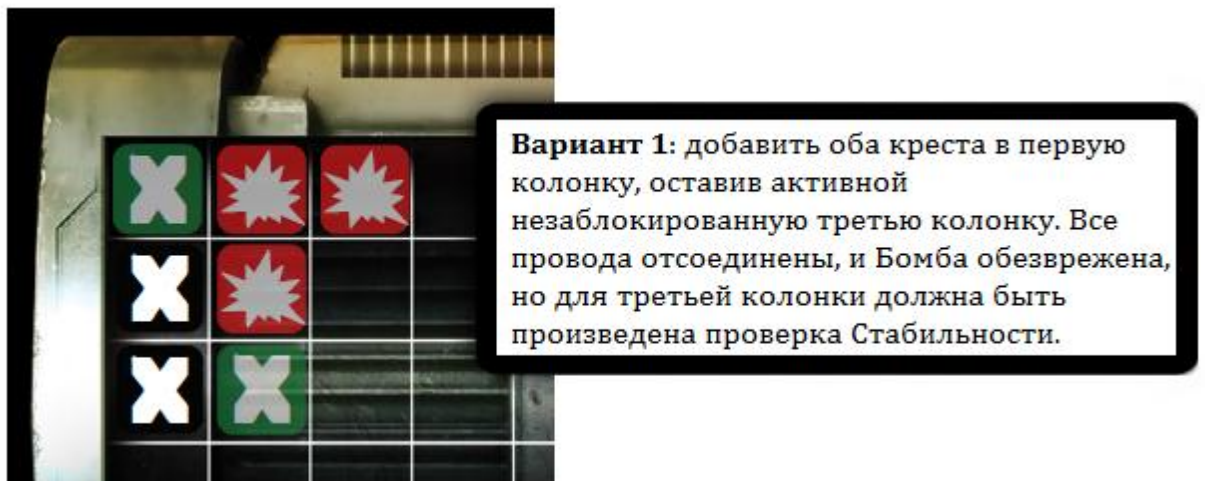 Вариант 1: добавить оба креста в первую
колонку, оставив активной
незаблокированную третью колонку. Все
провода отсоединены, и Бомба обезврежена,
но для третьей колонки должна быть
произведена проверка Стабильности.